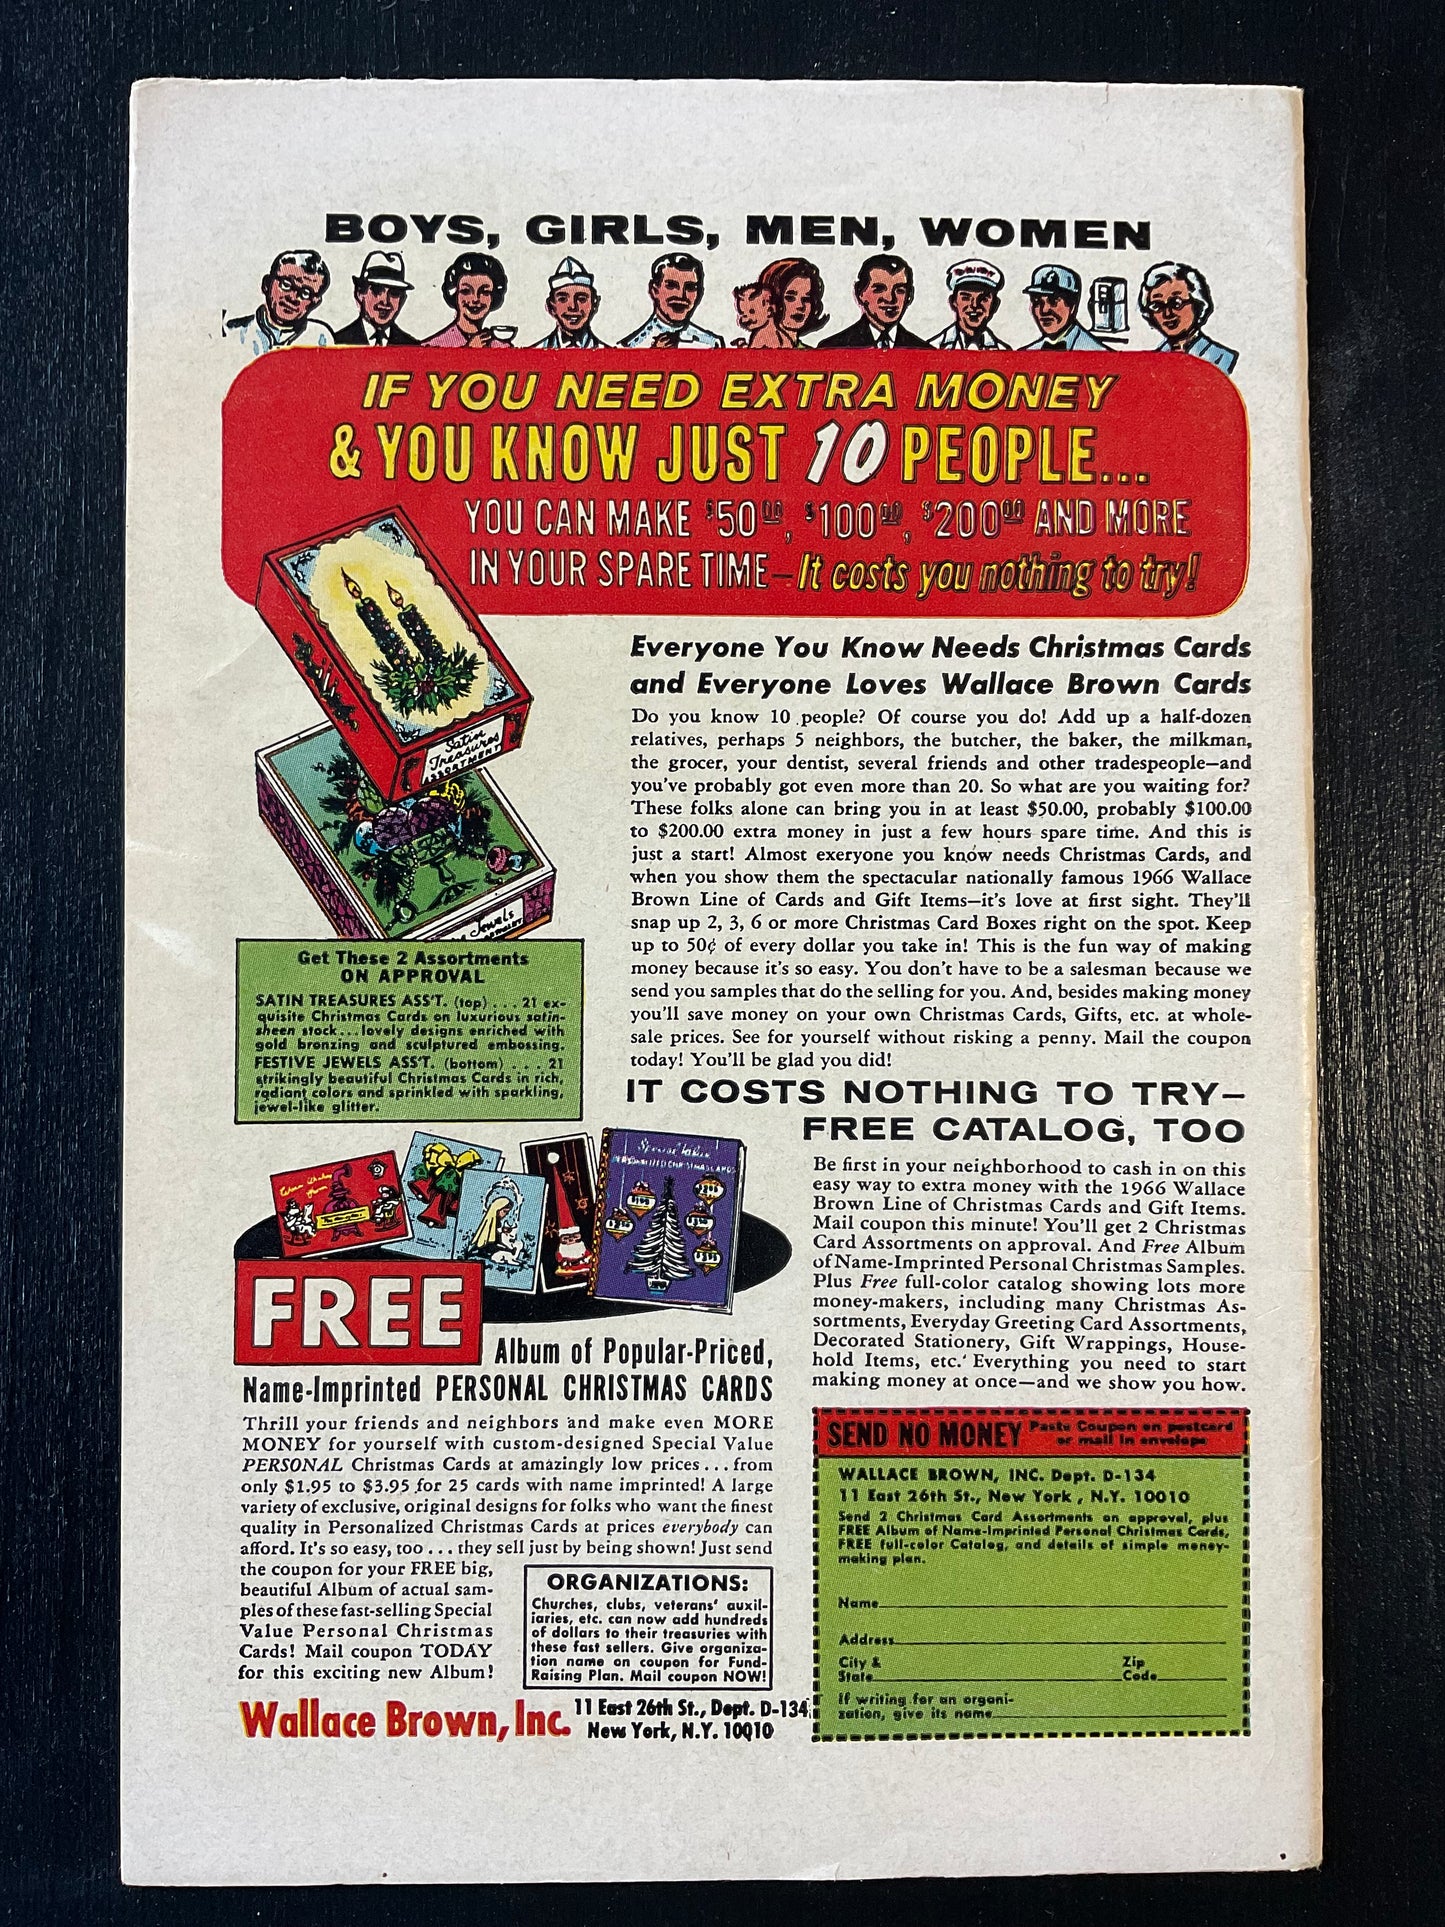 BOYS, GIRLS, MEN, WOMEN
IF YOU NEED EXTRA MONEY
& YOU KNOW JUST 10 PEOPLE...
YOU CAN MAKE $50.00, $100.00, $200.00 AND MORE
IN YOUR SPARE TIME—It costs you nothing to try!
Satin
Treasures
ASSORTMENT
Jewels
Get These 2 Assortments
ON APPROVAL
SATIN TREASURES ASS'T. (top) . . . 21 ex-
quisite Christmas Cards on luxurious satin-
sheen stock... lovely designs enriched with
gold bronzing and sculptured embossing.
FESTIVE JEWELS ASS'T. (bottom) . . . 21
strikingly beautiful Christmas Cards in rich,
radiant colors and sprinkled with sparkling,
jewel-like glitter.
Everyone You Know Needs Christmas Cards
and Everyone Loves Wallace Brown Cards
Do you know 10 people? Of course you do! Add up a half-dozen
relatives, perhaps 5 neighbors, the butcher, the baker, the milkman,
the grocer, your dentist, several friends and other tradespeople—and
you've probably got even more than 20. So what are you waiting for?
These folks alone can bring you in at least $50.00, probably $100.00
to $200.00 extra money in just a few hours spare time. And this is
just a start! Almost exeryone you know needs Christmas Cards, and
when you show them the spectacular nationally famous 1966 Wallace
Brown Line of Cards and Gift Items—it's love at first sight. They'll
snap up 2, 3, 6 or more Christmas Card Boxes right on the spot. Keep
up to 50¢ of every dollar you take in! This is the fun way of making
money because it's so easy. You don't have to be a salesman because we
send you samples that do the selling for you. And, besides making money
you'll save money on your own Christmas Cards, Gifts, etc. at whole-
sale prices. See for yourself without risking a penny. Mail the coupon
today! You'll be glad you did!
IT COSTS NOTHING TO TRY—
FREE CATALOG, TOO
Be first in your neighborhood to cash in on this
easy way to extra money with the 1966 Wallace
Brown Line of Christmas Cards and Gift Items.
Mail coupon this minute! You'll get 2 Christmas
Card Assortments on approval. And Free Album
of Name-Imprinted Personal Christmas Samples.
Plus Free full-color catalog showing lots more
money-makers, including many Christmas As-
sortments, Everyday Greeting Card Assortments,
Decorated Stationery, Gift Wrappings, House-
hold Items, etc. Everything you need to start
making money at once—and we show you how.
Special Value
PERSONALIZED CHRISTMAS CARDS
FREE
Album of Popular-Priced,
Name-Imprinted PERSONAL CHRISTMAS CARDS
Thrill your friends and neighbors and make even MORE
MONEY for yourself with custom-designed Special Value
PERSONAL Christmas Cards at amazingly low prices . . . from
only $1.95 to $3.95 for 25 cards with name imprinted! A large
variety of exclusive, original designs for folks who want the finest
quality in Personalized Christmas Cards at prices everybody can
afford. It's so easy, too . . . they sell just by being shown! Just send
the coupon for your FREE big,
beautiful Album of actual sam-
ples of these fast-selling Special
Value Personal Christmas
Cards! Mail coupon TODAY
for this exciting new Album!
ORGANIZATIONS:
Churches, clubs, veterans' auxil-
iaries, etc. can now add hundreds
of dollars to their treasuries with
these fast sellers. Give organiza-
tion name on coupon for Fund-
Raising Plan. Mail coupon NOW!
Wallace Brown, Inc. 11 East 26th St., Dept. D-134
New York, N.Y. 10010
SEND NO MONEY Paste Coupon on postcard
or mail in envelope
WALLACE BROWN, INC. Dept. D-134
11 East 26th St., New York , N.Y. 10010
Send 2 Christmas Card Assortments on approval, plus
FREE Album of Name-Imprinted Personal Christmas Cards,
FREE full-color Catalog, and details of simple money-
making plan.
Name
Address
City & Zip
State Code
If writing for an organi-
zation, give its name